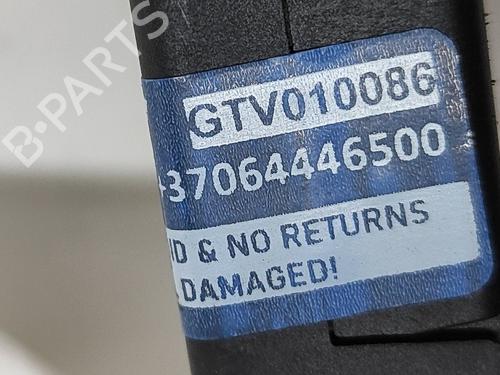 B-PARTS
GTV010086
+37064446500
ID & NO RETURNS
DAMAGED!